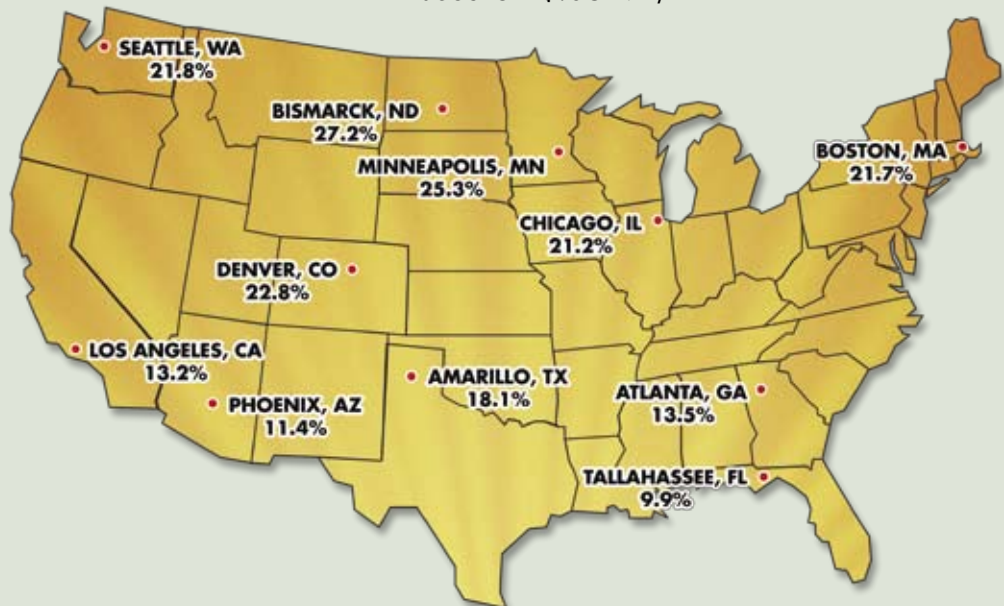 SEATTLE, WA
21.8%
BISMARCK, ND
27.2%
MINNEAPOLIS, MN
25.3%
BOSTON, MA
21.7%
CHICAGO, IL
21.2%
DENVER, CO
22.8%
LOS ANGELES, CA
13.2%
PHOENIX, AZ
11.4%
AMARILLO, TX
18.1%
ATLANTA, GA
13.5%
TALLAHASSEE, FL
9.9%